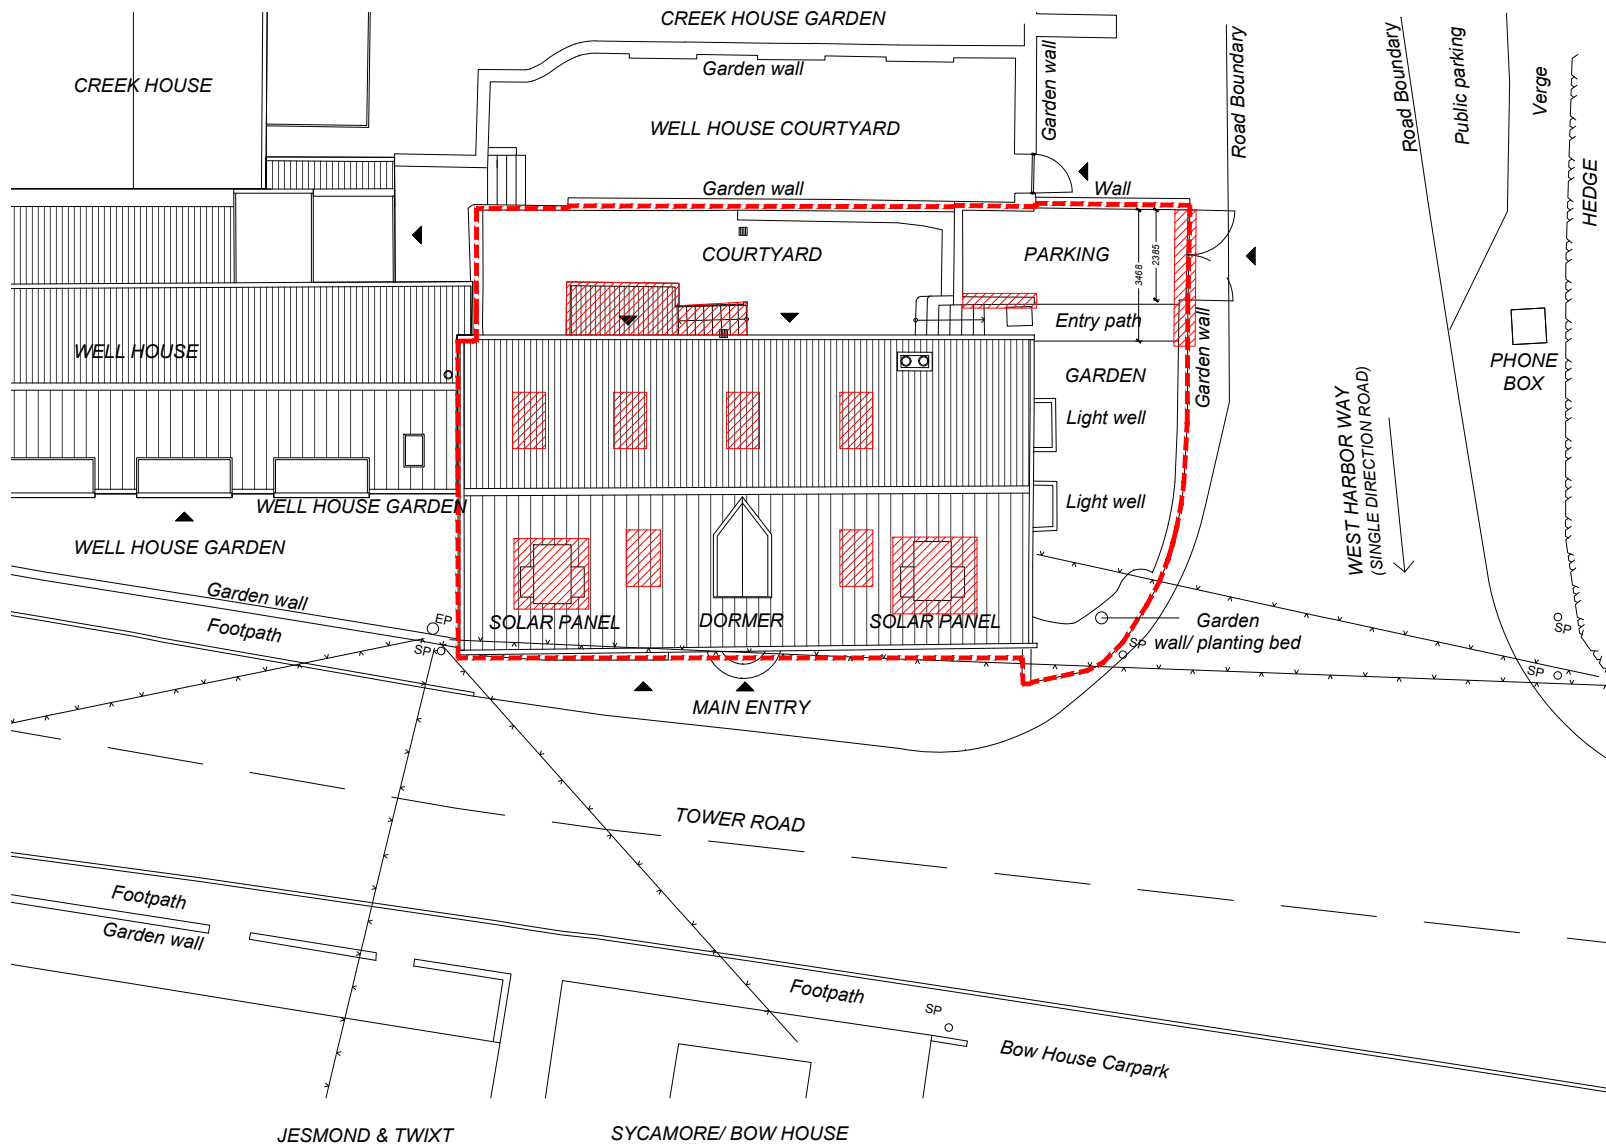 CREEK HOUSE GARDEN
CREEK HOUSE
Garden wall
Garden wall
WELL HOUSE COURTYARD
Garden wall
Wall
Road Boundary
Road Boundary
Public parking
Verge
HEDGE
COURTYARD
PARKING
3468
2385
Entry path
Garden wall
WELL HOUSE
GARDEN
Light well
Light well
PHONE
BOX
WEST HARBOR WAY
(SINGLE DIRECTION ROAD)
WELL HOUSE GARDEN
WELL HOUSE GARDEN
Garden wall
Footpath
EP
SP
SOLAR PANEL
DORMER
SOLAR PANEL
Garden
wall/ planting bed
SP
SP
SP
MAIN ENTRY
TOWER ROAD
Footpath
Garden wall
Footpath
SP
Bow House Carpark
JESMOND & TWIXT
SYCAMORE/ BOW HOUSE